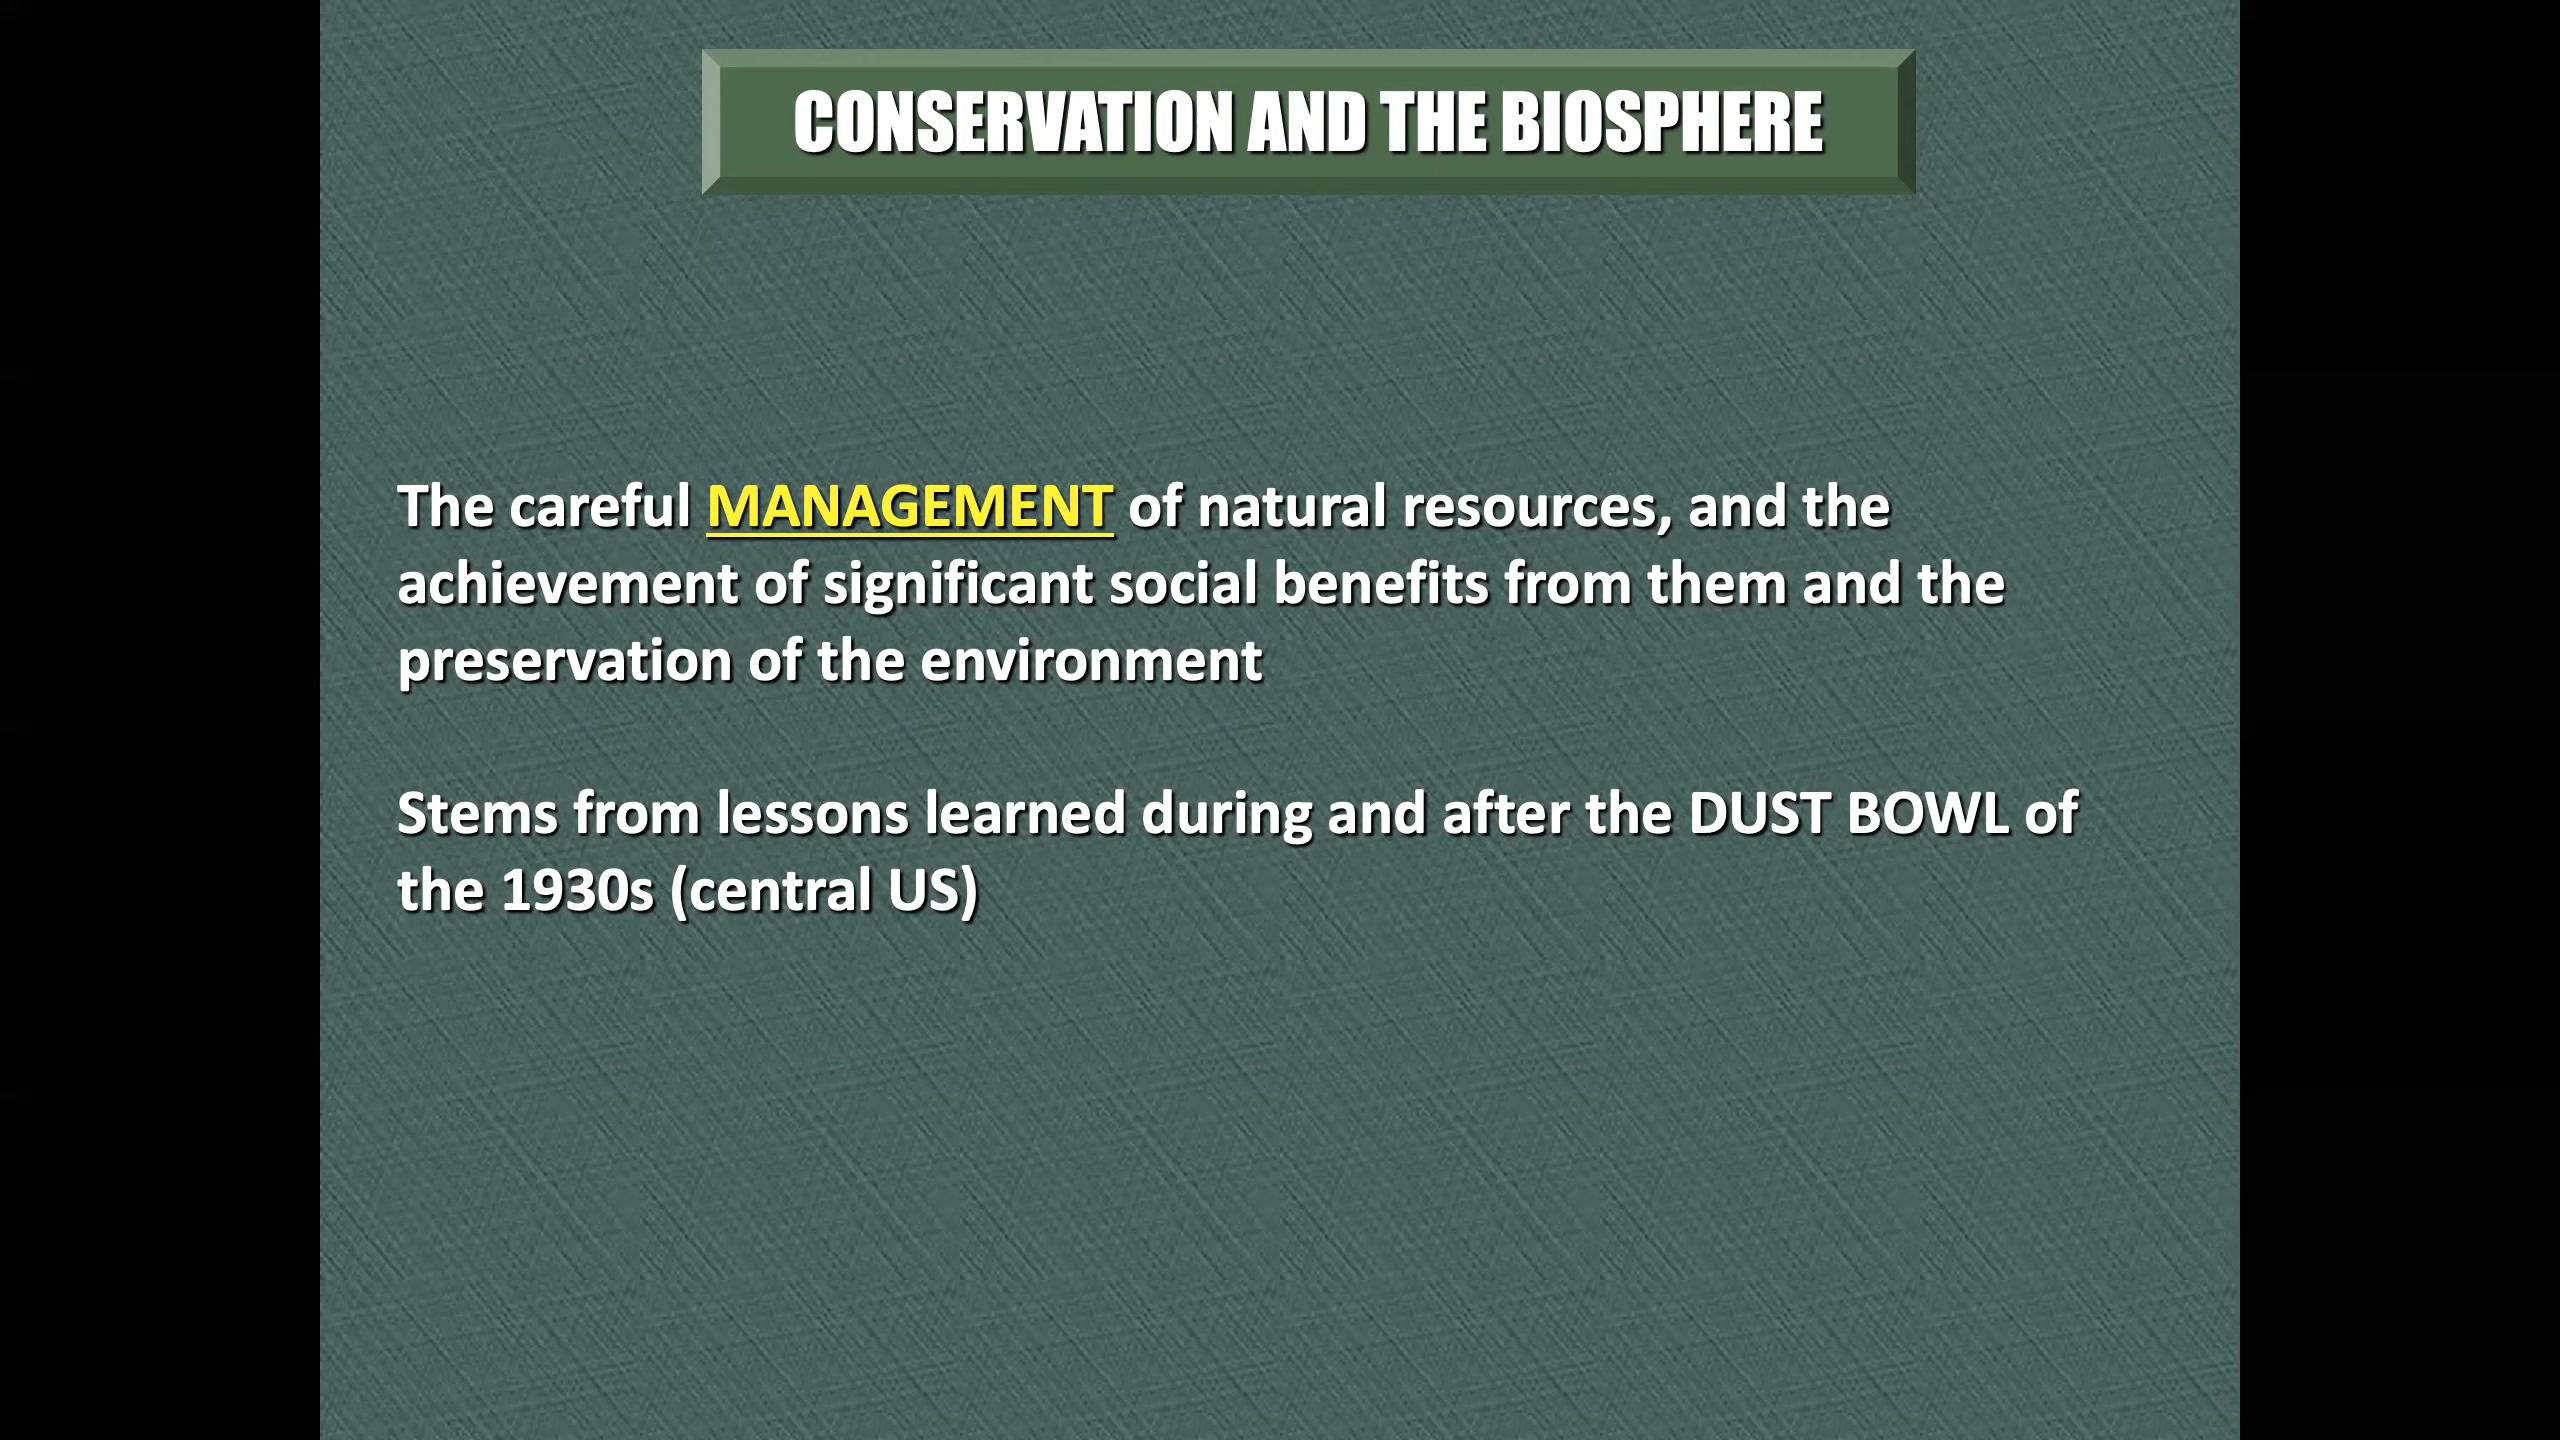 CONSERVATION AND THE BIOSPHERE
The careful MANAGEMENT of natural resources, and the
achievement of significant social benefits from them and the
preservation of the environment
Stems from lessons learned during and after the DUST BOWL of
the 1930s (central US)